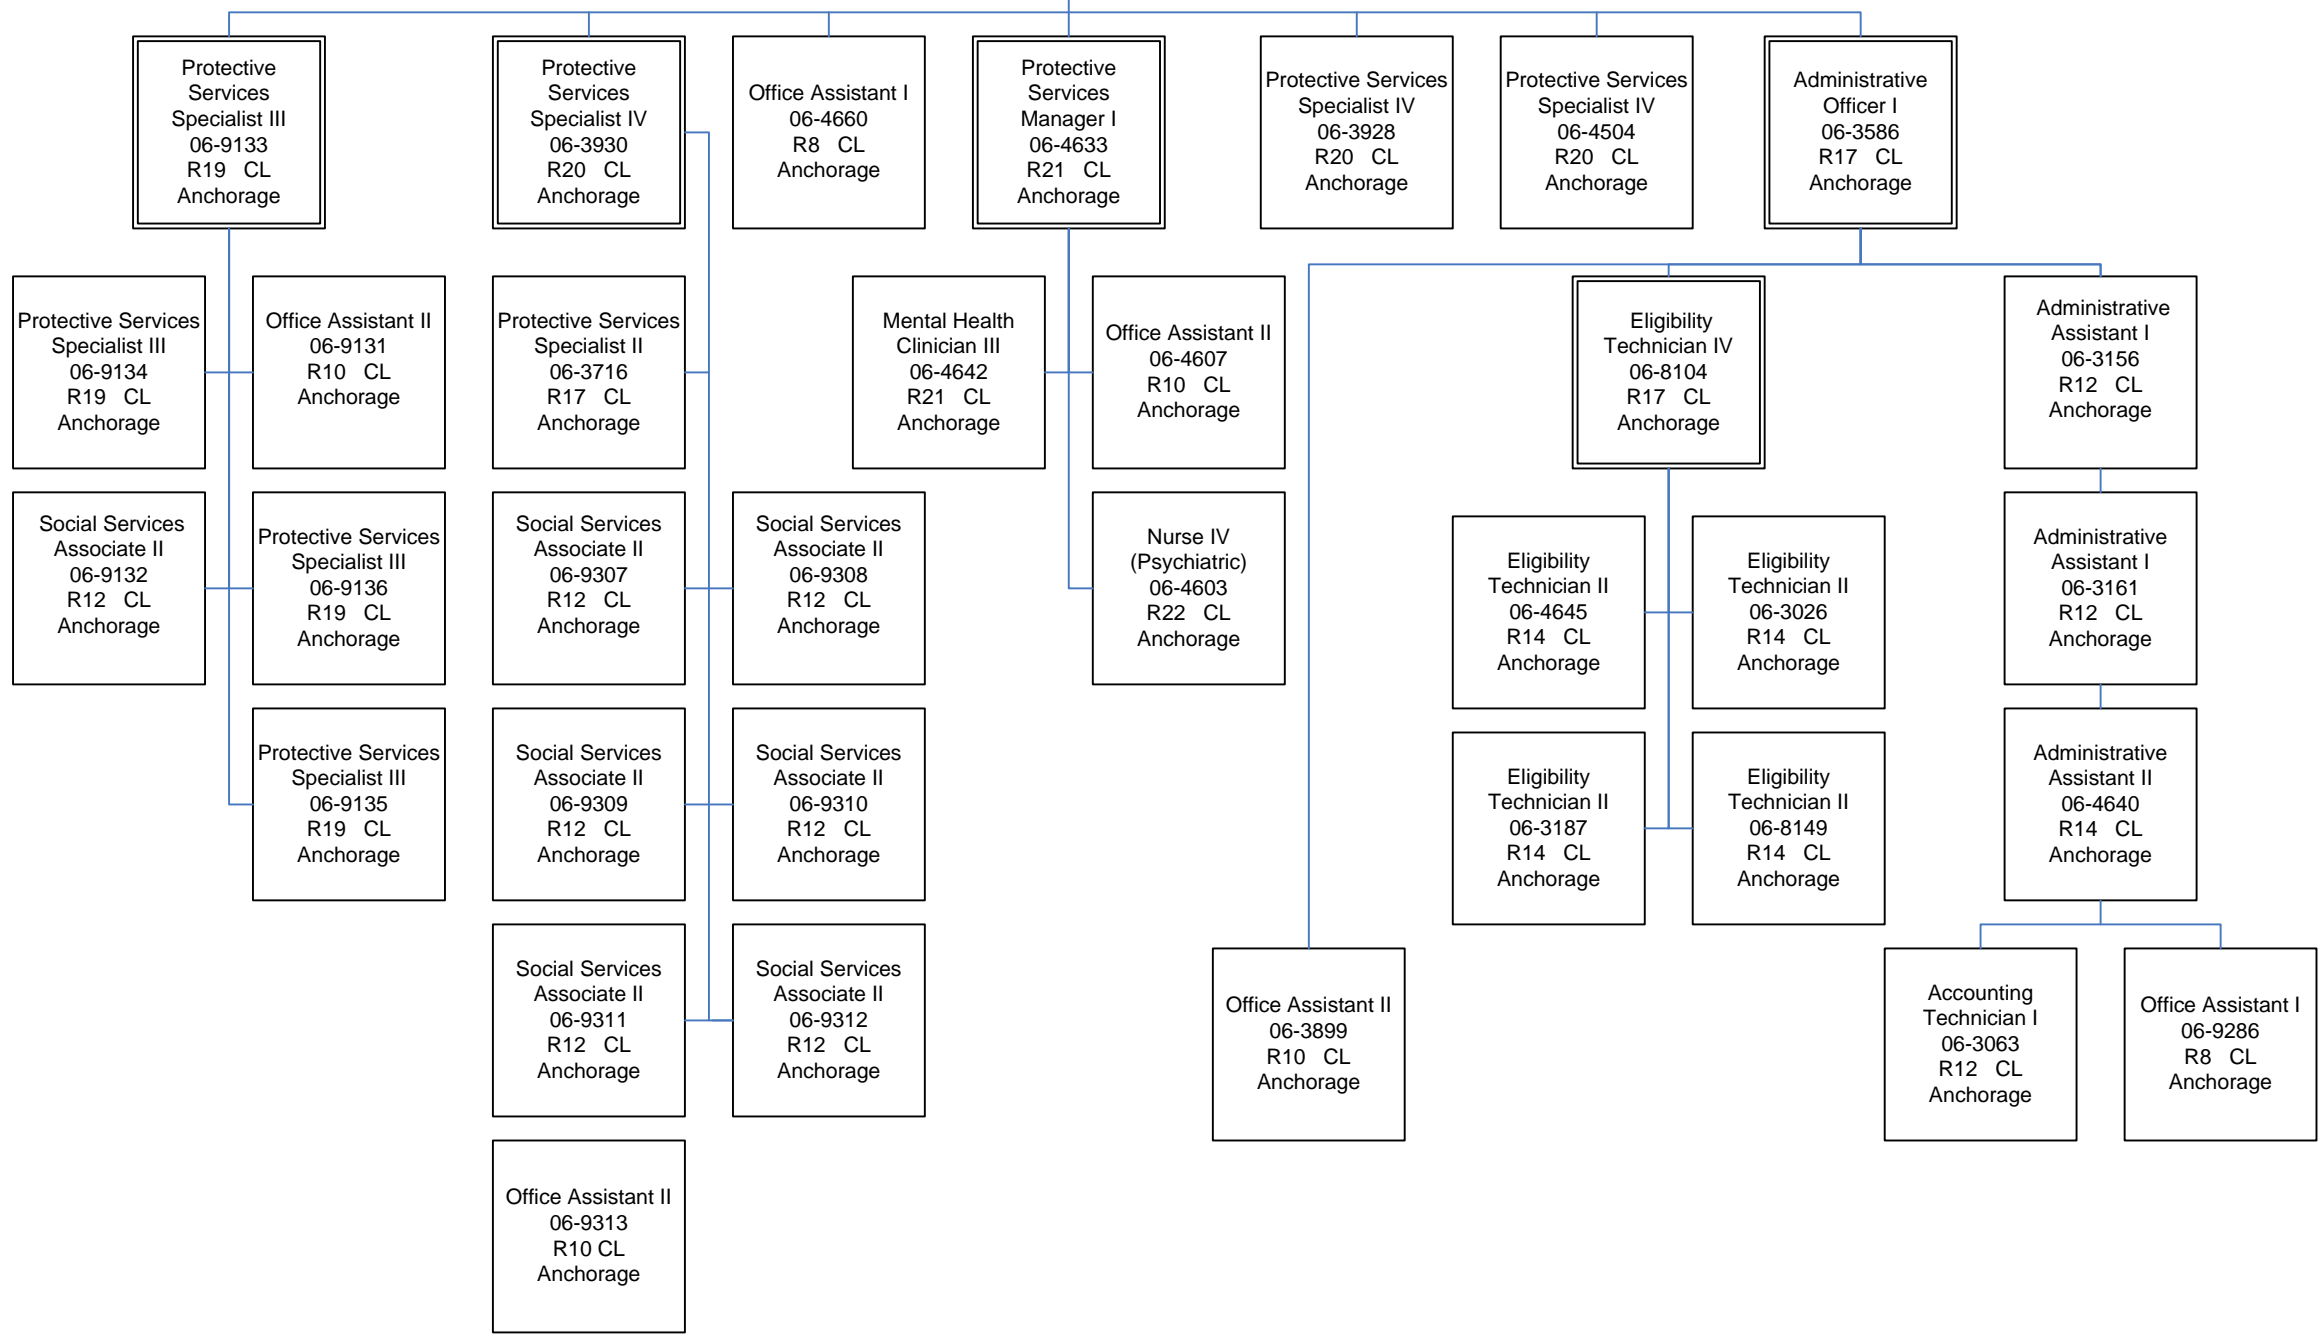 Protective
Services
Specialist III
06-9133
R19 CL
Anchorage
Protective
Services
Specialist IV
06-3930
R20 CL
Anchorage
Office Assistant I
06-4660
R8 CL
Anchorage
Protective
Services
Manager I
06-4633
R21 CL
Anchorage
Protective Services
Specialist IV
06-3928
R20 CL
Anchorage
Protective Services
Specialist IV
06-4504
R20 CL
Anchorage
Administrative
Officer I
06-3586
R17 CL
Anchorage
Protective Services
Specialist III
06-9134
R19 CL
Anchorage
Office Assistant II
06-9131
R10 CL
Anchorage
Protective Services
Specialist II
06-3716
R17 CL
Anchorage
Mental Health
Clinician III
06-4642
R21 CL
Anchorage
Office Assistant II
06-4607
R10 CL
Anchorage
Eligibility
Technician IV
06-8104
R17 CL
Anchorage
Administrative
Assistant I
06-3156
R12 CL
Anchorage
Social Services
Associate II
06-9132
R12 CL
Anchorage
Protective Services
Specialist III
06-9136
R19 CL
Anchorage
Social Services
Associate II
06-9307
R12 CL
Anchorage
Social Services
Associate II
06-9308
R12 CL
Anchorage
Nurse IV
(Psychiatric)
06-4603
R22 CL
Anchorage
Eligibility
Technician II
06-4645
R14 CL
Anchorage
Eligibility
Technician II
06-3026
R14 CL
Anchorage
Administrative
Assistant I
06-3161
R12 CL
Anchorage
Protective Services
Specialist III
06-9135
R19 CL
Anchorage
Social Services
Associate II
06-9309
R12 CL
Anchorage
Social Services
Associate II
06-9310
R12 CL
Anchorage
Eligibility
Technician II
06-3187
R14 CL
Anchorage
Eligibility
Technician II
06-8149
R14 CL
Anchorage
Administrative
Assistant II
06-4640
R14 CL
Anchorage
Social Services
Associate II
06-9311
R12 CL
Anchorage
Social Services
Associate II
06-9312
R12 CL
Anchorage
Office Assistant II
06-3899
R10 CL
Anchorage
Accounting
Technician I
06-3063
R12 CL
Anchorage
Office Assistant I
06-9286
R8 CL
Anchorage
Office Assistant II
06-9313
R10 CL
Anchorage